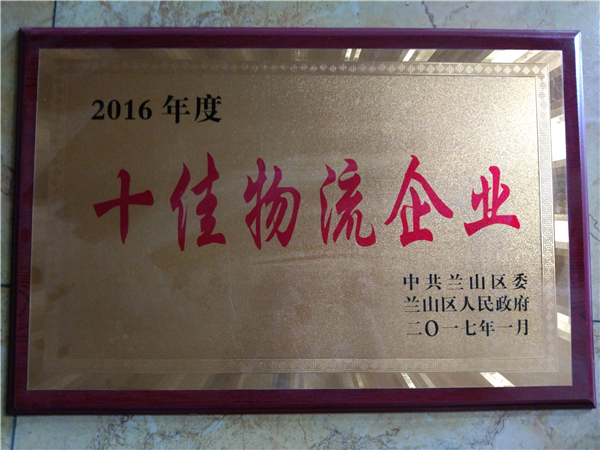 2016年度
十佳物流企业
中共兰山区委
兰山区人民政府
二〇一七年一月